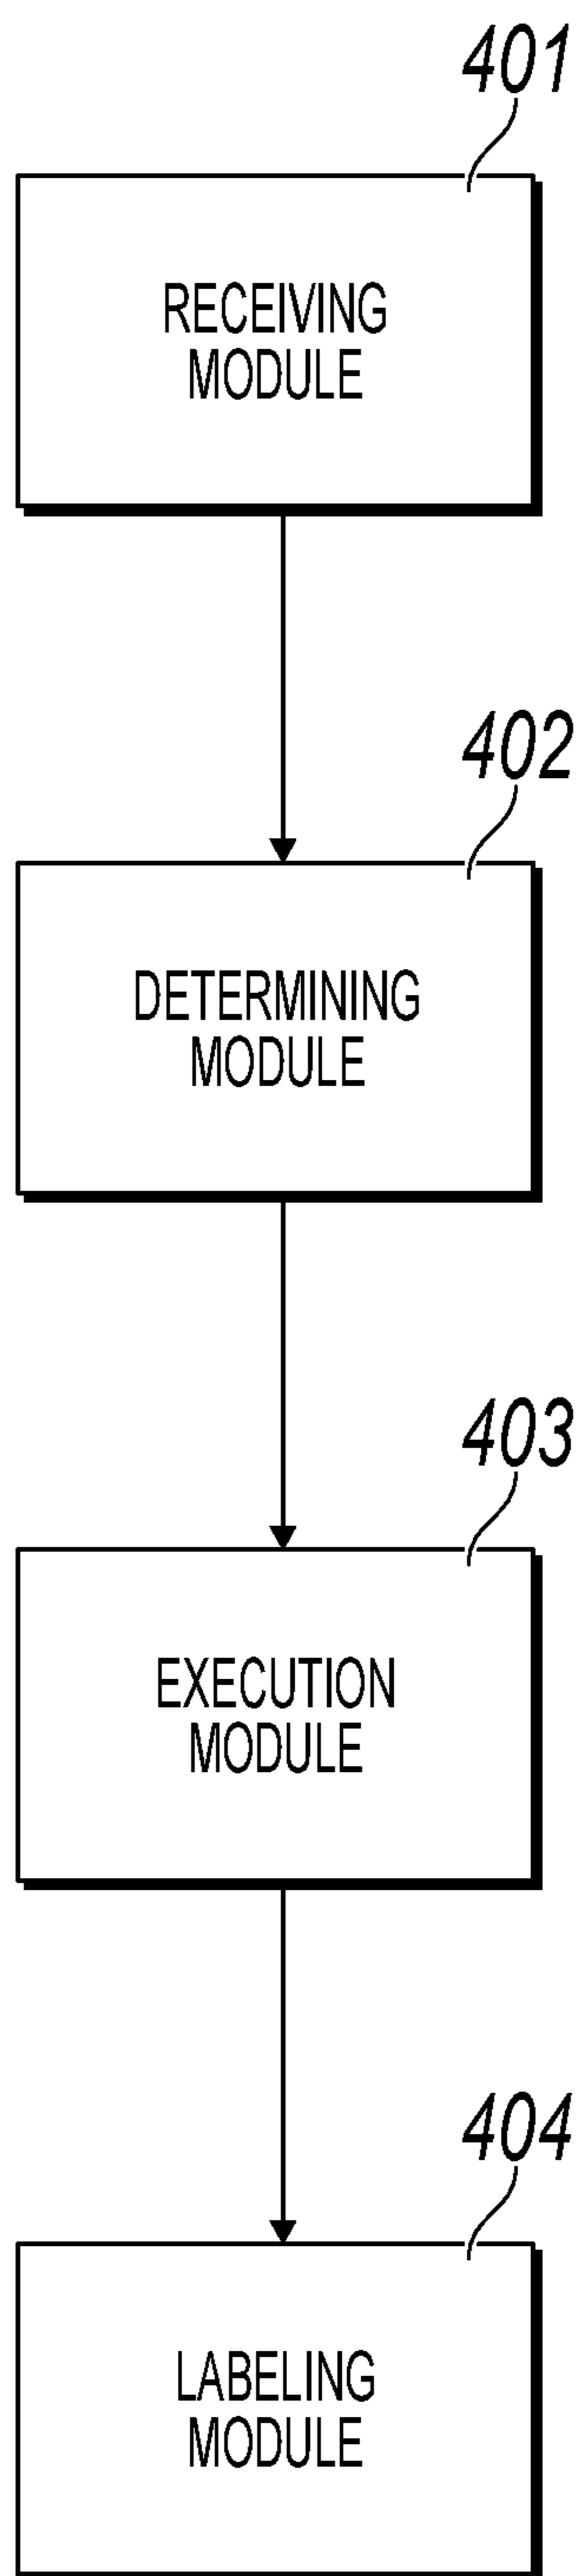 401
RECEIVING
MODULE
402
DETERMINING
MODULE
403
EXECUTION
MODULE
404
LABELING
MODULE